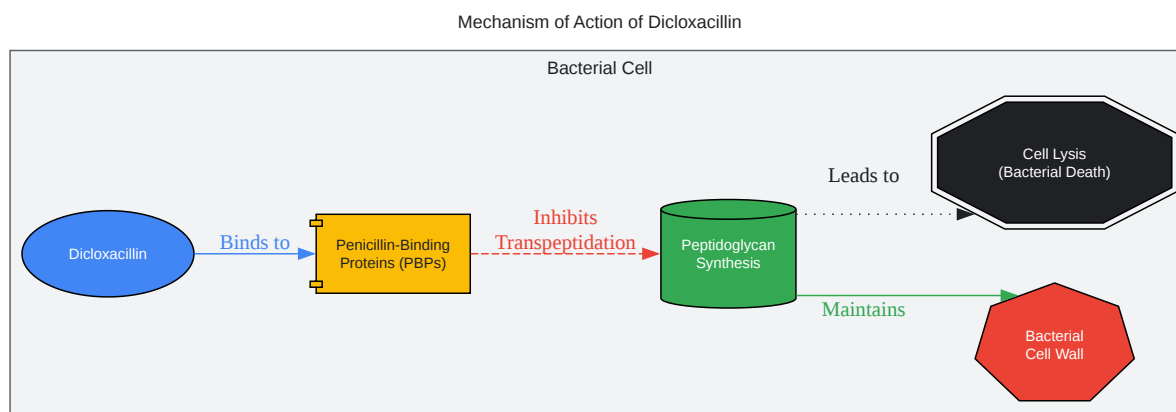 Mechanism of Action of Dicloxacillin
Bacterial Cell
Dicloxacillin
Binds to
Penicillin-Binding
Proteins (PBPs)
Inhibits
Transpeptidation
Peptidoglycan
Synthesis
Leads to
Cell Lysis
(Bacterial Death)
Maintains
Bacterial
Cell Wall